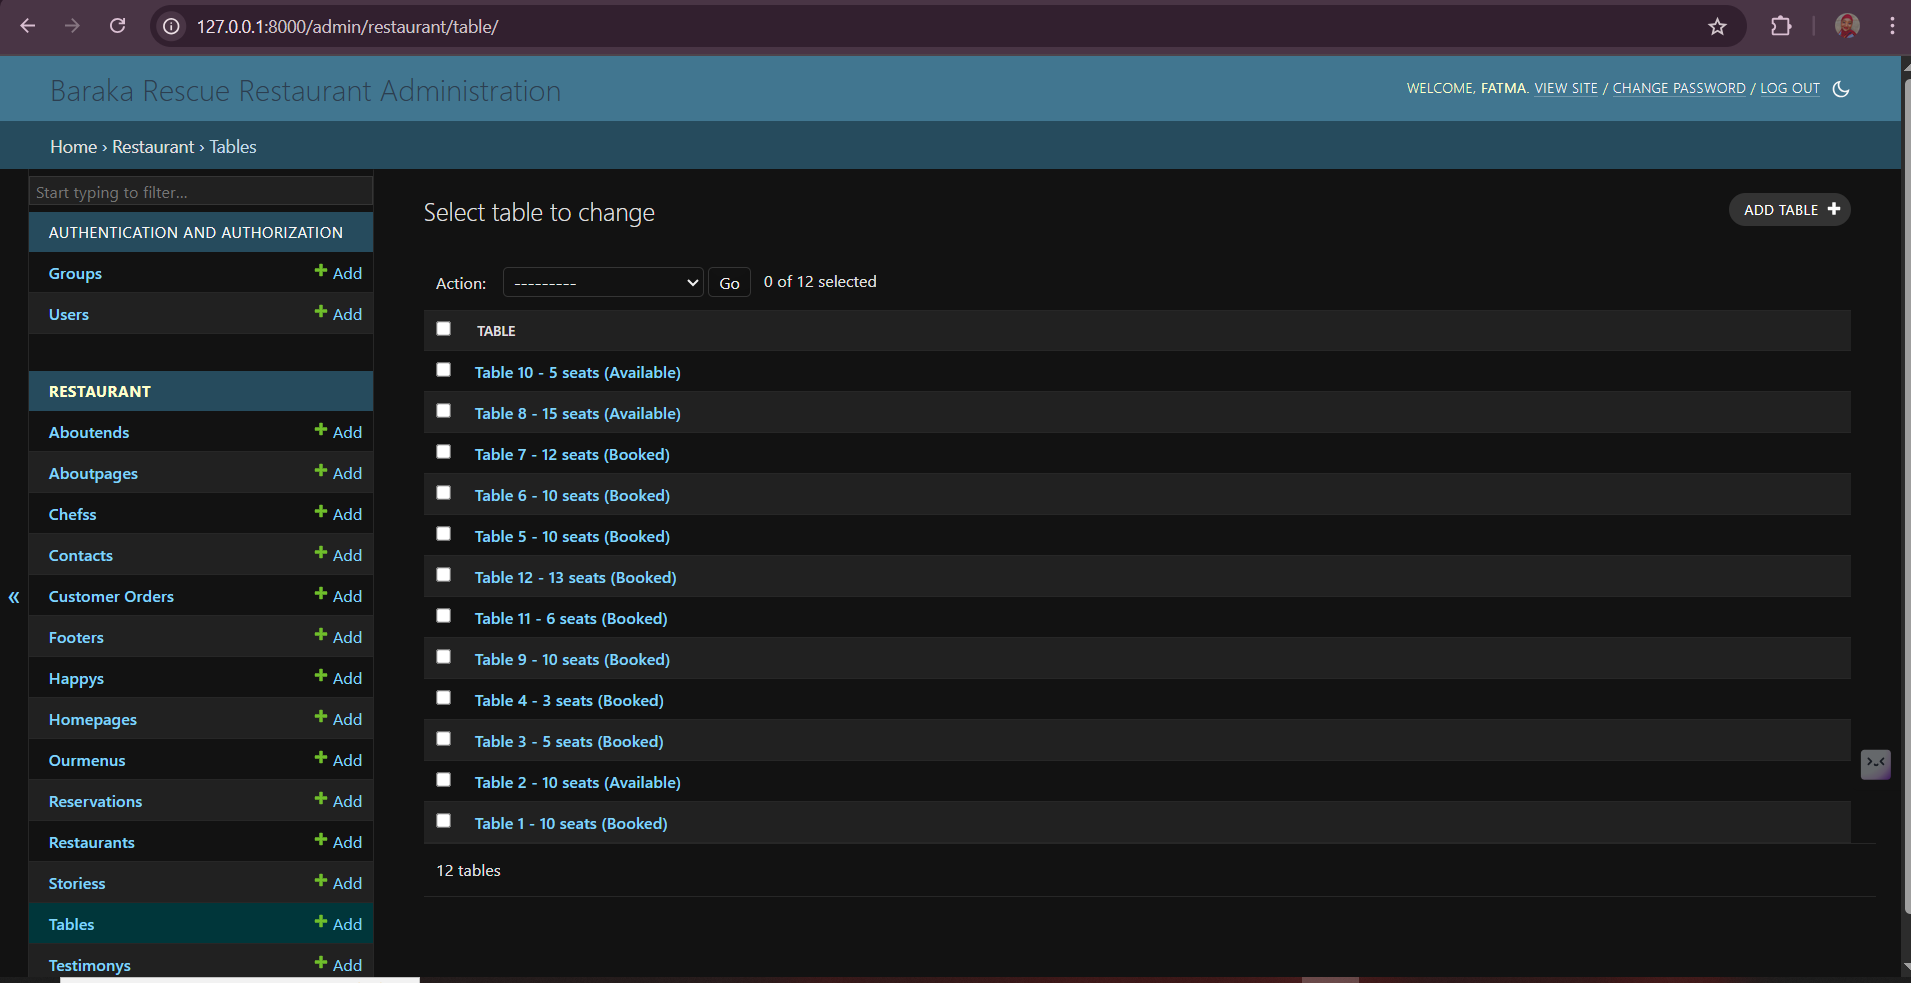 127.0.0.1:8000/admin/restaurant/table/
Baraka Rescue Restaurant Administration
WELCOME, FATMA. VIEW SITE / CHANGE PASSWORD / LOG OUT
Home › Restaurant › Tables
Start typing to filter...
AUTHENTICATION AND AUTHORIZATION
Groups + Add
Users + Add
RESTAURANT
Aboutends + Add
Aboutpages + Add
Chefss + Add
Contacts + Add
Customer Orders + Add
Footers + Add
Happys + Add
Homepages + Add
Ourmenus + Add
Reservations + Add
Restaurants + Add
Storiess + Add
Tables + Add
Testimonys + Add
«
Select table to change
ADD TABLE +
Action: --------- Go 0 of 12 selected
TABLE
Table 10 - 5 seats (Available)
Table 8 - 15 seats (Available)
Table 7 - 12 seats (Booked)
Table 6 - 10 seats (Booked)
Table 5 - 10 seats (Booked)
Table 12 - 13 seats (Booked)
Table 11 - 6 seats (Booked)
Table 9 - 10 seats (Booked)
Table 4 - 3 seats (Booked)
Table 3 - 5 seats (Booked)
Table 2 - 10 seats (Available)
Table 1 - 10 seats (Booked)
12 tables